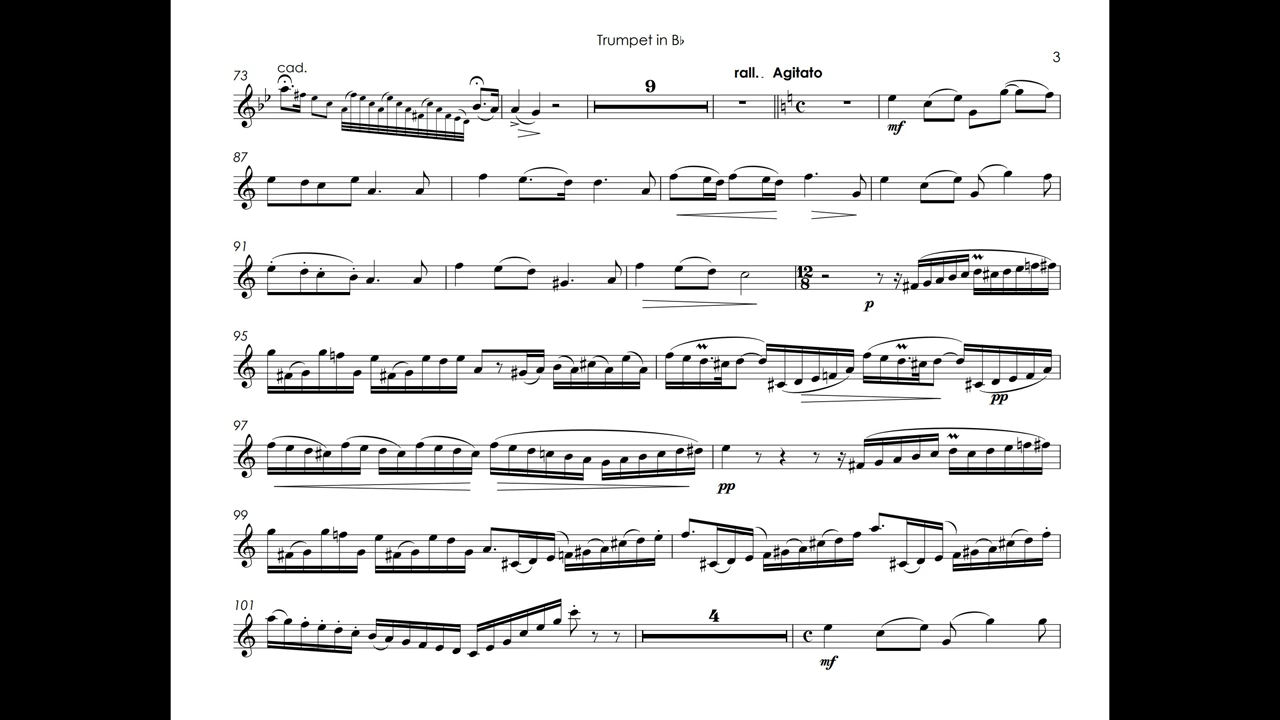 Trumpet in B♭
3
73 cad. 9 rall. . Agitato
mf
87
91
12
8
p
95
pp
97
pp
99
101 4
mf